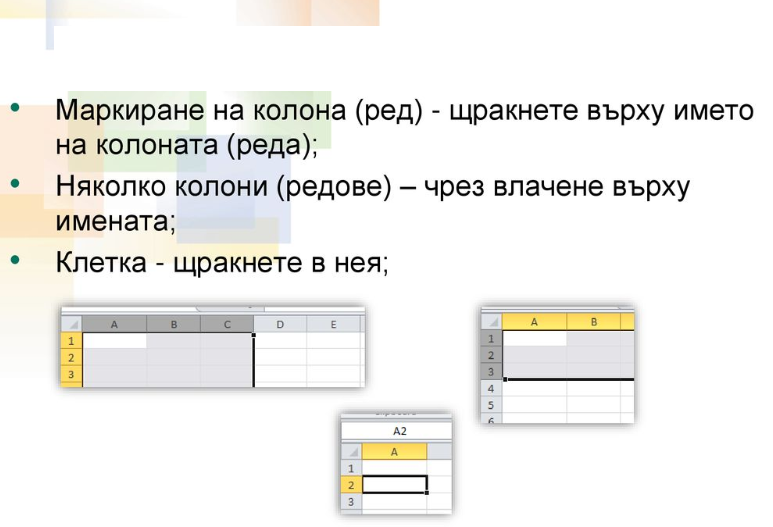 Маркиране на колона (ред) - щракнете върху името
на колоната (реда);
Няколко колони (редове) – чрез влачене върху
имената;
Клетка - щракнете в нея;
A B C D E
1
2
3
A B
1
2
3
4
5
6
A2
A
1
2
3